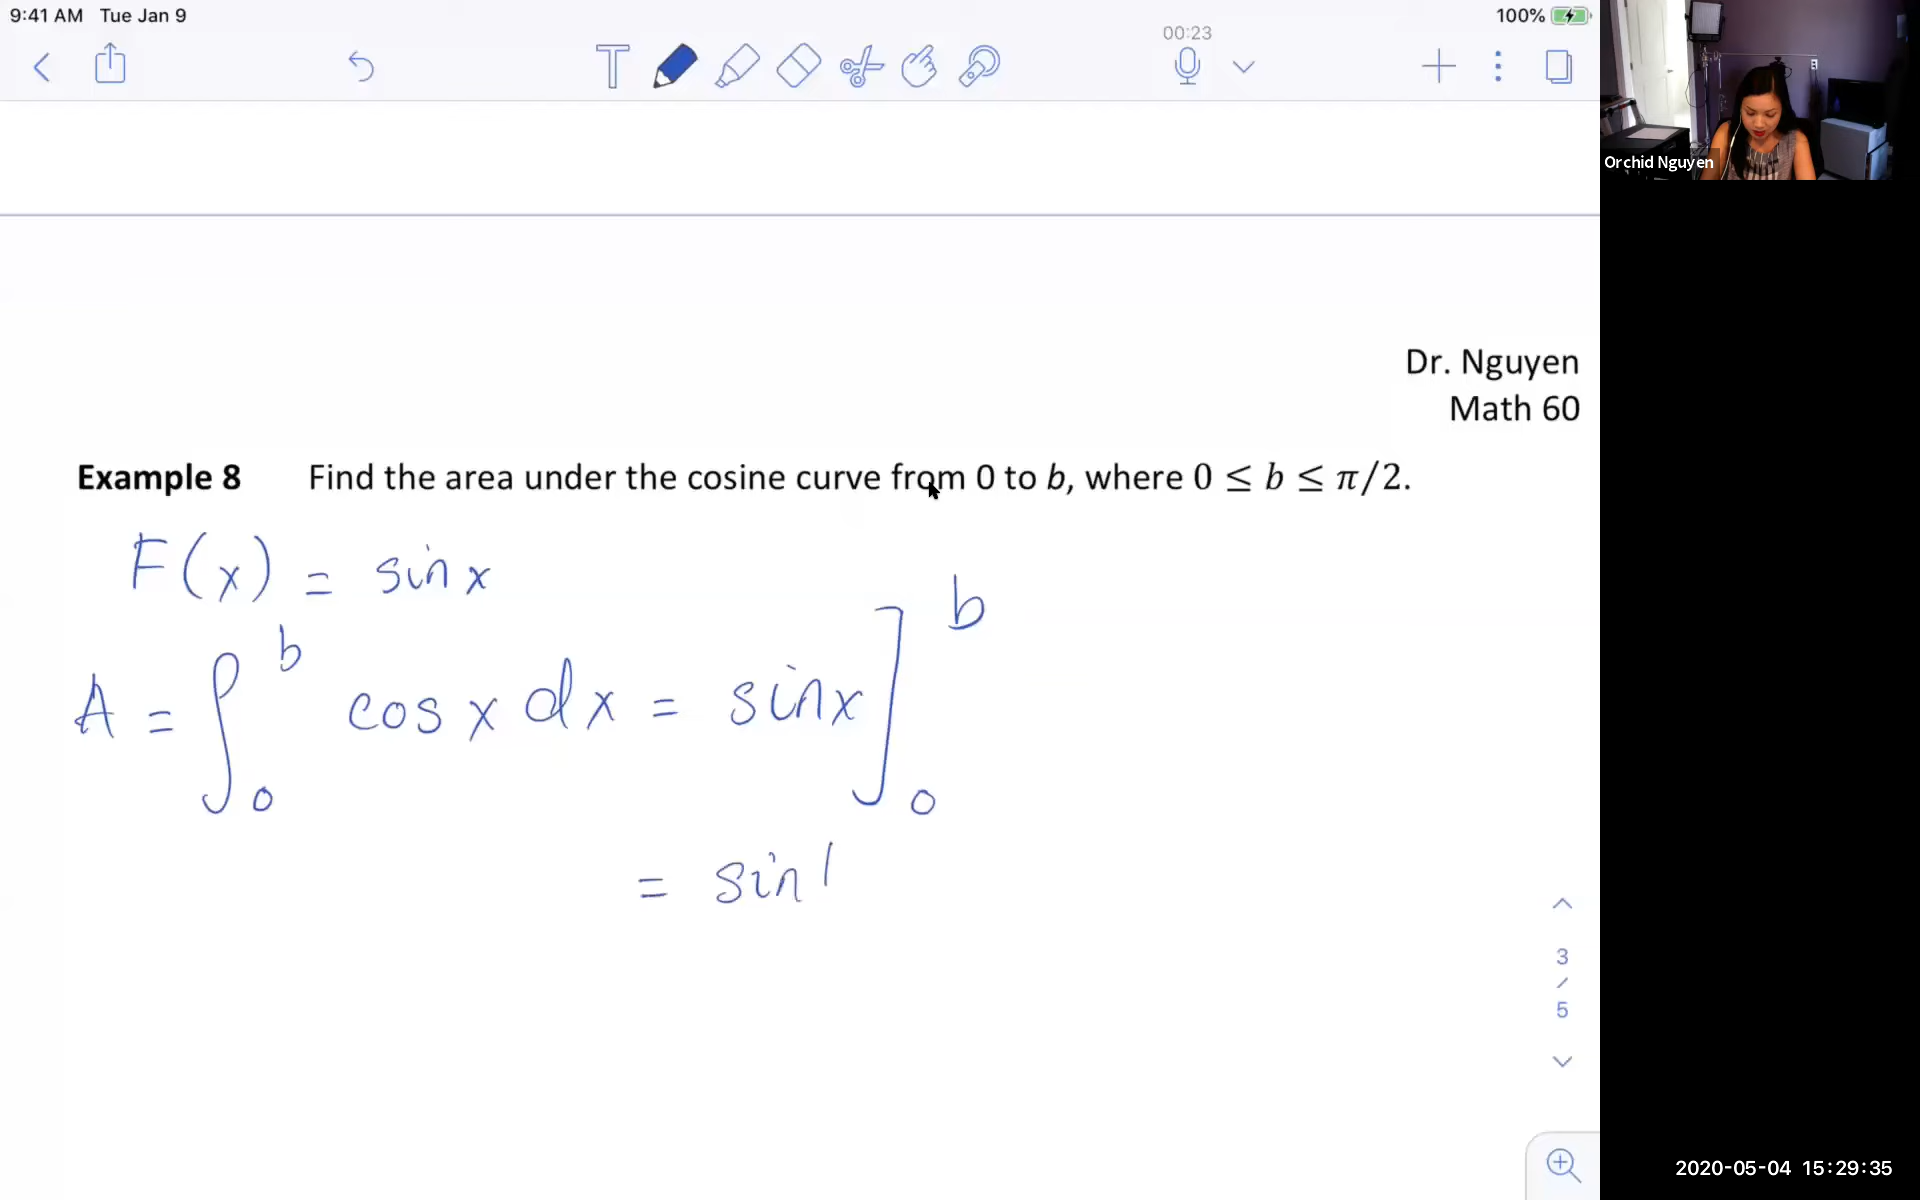 9:41 AM Tue Jan 9
100%
00:23
Orchid Nguyen
Dr. Nguyen
Math 60
Example 8 Find the area under the cosine curve from 0 to b, where 0 ≤ b ≤ π/2.
F(x) = sin x
A = ∫₀ᵇ cos x dx = sin x ]₀ᵇ
= sin
3
/
5
2020-05-04 15:29:35